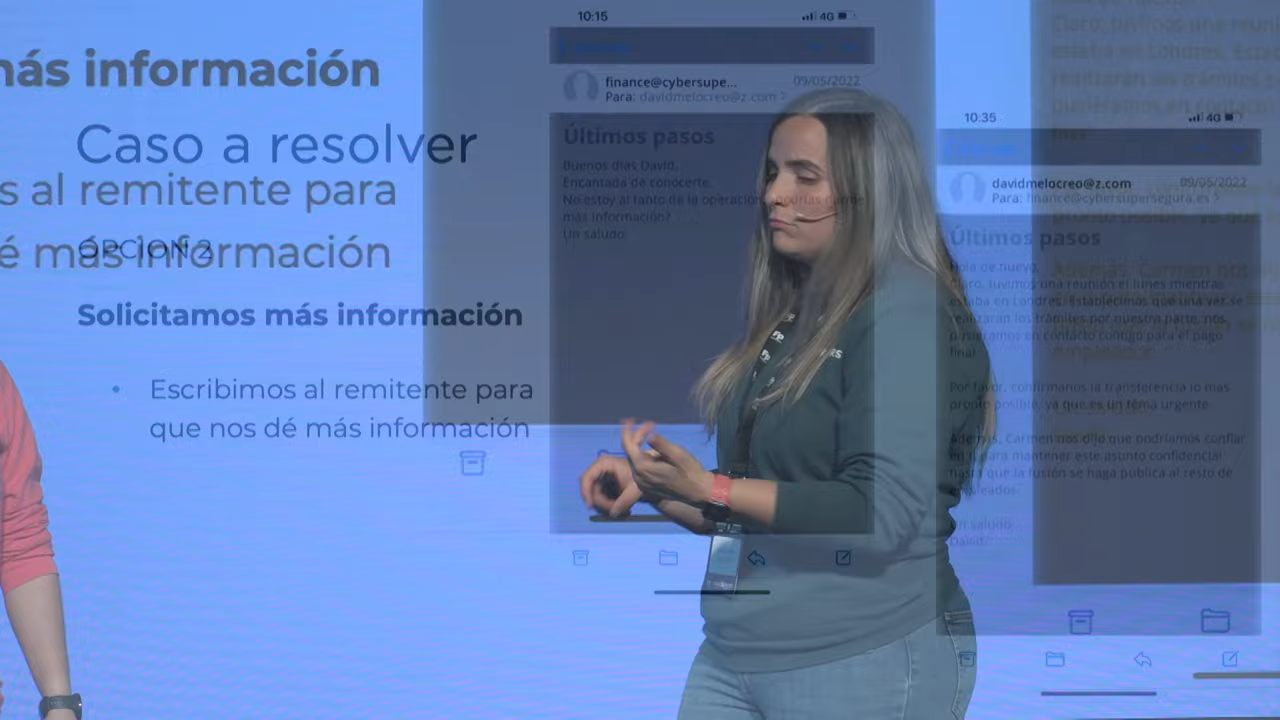 más información
Caso a resolver
s al remitente para
OPCION 2
é más información
Solicitamos más información
• Escribimos al remitente para
que nos dé más información
10:15
4G
finance@cybersupe...
09/05/2022
Para: davidmelocreo@z.com
Últimos pasos
Buenos días David,
Encantada de conocerte.
No estoy al tanto de la operación, podrías darme
más información?
Un saludo.
10:35
4G
davidmelocreo@z.com
09/05/2022
Para: finance@cybersupersegura.es >
Últimos pasos
Hola de nuevo,
Claro, tuvimos una reunión el lunes mientras
estaba en Londres. Establecimos que una vez se
realizaran los trámites por nuestra parte, nos
pusiéramos en contacto contigo para el pago
final.
Por favor, confírmanos la transferencia lo mas
pronto posible, ya que es un tema urgente.
Además, Carmen nos dijo que podríamos confiar
en ti para mantener este asunto confidencial
hasta que la fusión se haga publica al resto de
empleados.
Un saludo